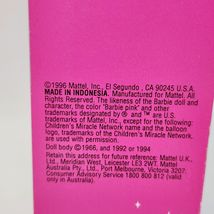 ©1996 Mattel, Inc., El Segundo, CA 90245 U.S.A.
MADE IN INDONESIA. Manufactured for Mattel. All
Rights Reserved. The likeness of the Barbie doll and
character, the color "Barbie pink" and other
trademarks designated by ® and ™ are U.S.
trademarks of Mattel, Inc., except for the following:
Children's Miracle Network name and the balloon
logo, trademarks of the Children's Miracle Network.
All Rights Reserved.
Doll or body ©1966, and 1992 or 1994
Retain this address for future reference: Mattel U.K.,
Ltd., Meridian West, Leicester LE3 2WT. Mattel
Australia Pty., Ltd., Port Melbourne, Victoria 3207.
Consumer Advisory Service 1800 800 812 (valid
only in Australia).